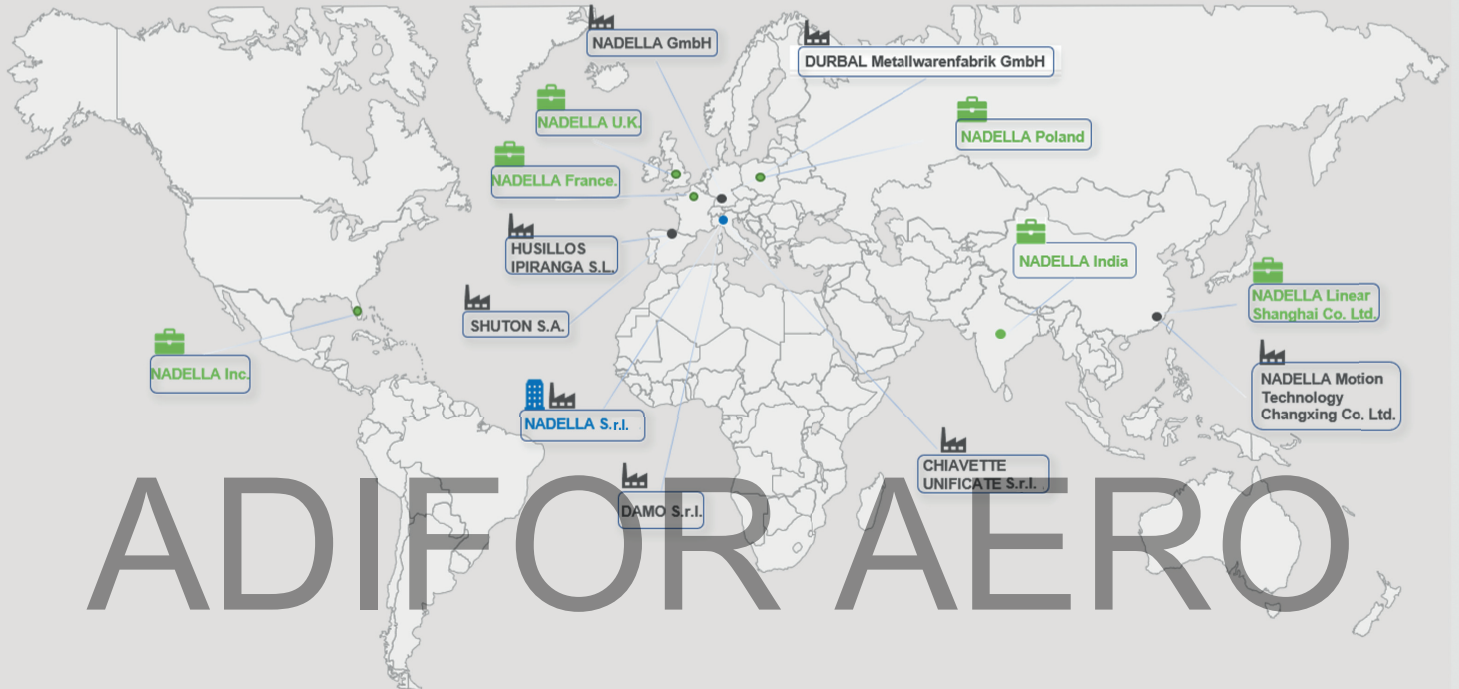 NADELLA GmbH
DURBAL Metallwarenfabrik GmbH
NADELLA U.K.
NADELLA Poland
NADELLA France.
HUSILLOS
IPIRANGA S.L.
NADELLA India
NADELLA Linear
Shanghai Co. Ltd.
SHUTON S.A.
NADELLA Inc.
NADELLA Motion
Technology
Changxing Co. Ltd.
NADELLA S.r.l.
CHIAVETTE
UNIFICATE S.r.l.
DAMO S.r.l.
ADIFOR AERO